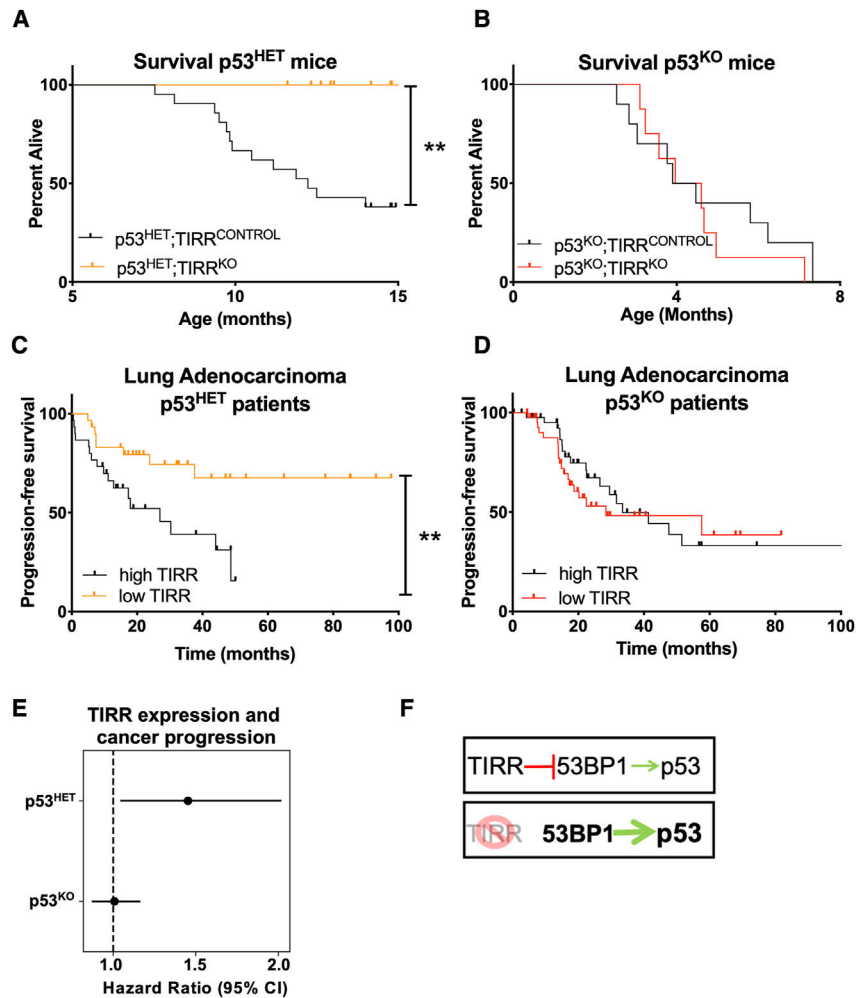 A
Survival p53HET mice
Percent Alive
100
50
0
5
10
15
Age (months)
p53HET;TIRRCONTROL
p53HET;TIRRKO
**
B
Survival p53KO mice
Percent Alive
100
50
0
0
4
8
Age (Months)
p53KO;TIRRCONTROL
p53KO;TIRRKO
C
Lung Adenocarcinoma
p53HET patients
Progression-free survival
100
50
0
0
20
40
60
80
100
Time (months)
high TIRR
low TIRR
**
D
Lung Adenocarcinoma
p53KO patients
Progression-free survival
100
50
0
0
20
40
60
80
100
Time (months)
high TIRR
low TIRR
E
TIRR expression and
cancer progression
p53HET
p53KO
1.0
1.5
2.0
Hazard Ratio (95% CI)
F
TIRR 53BP1 p53
TIRR 53BP1 p53